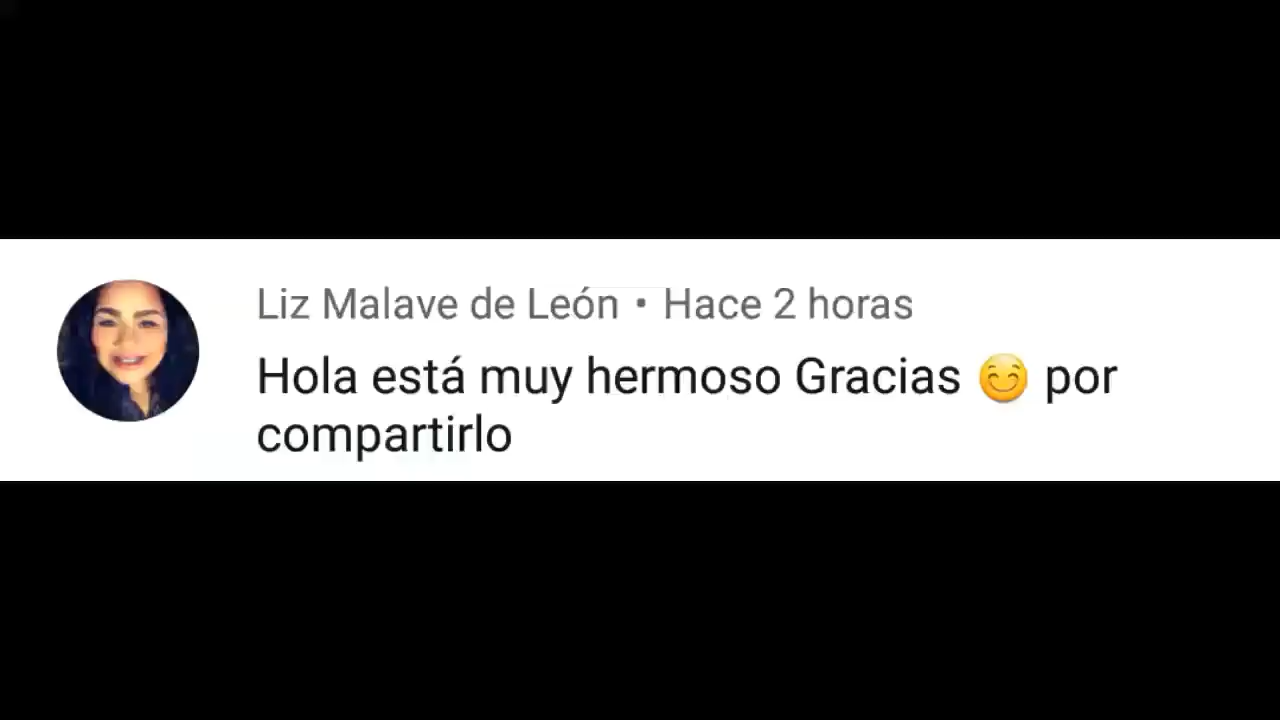 Liz Malave de León • Hace 2 horas
Hola está muy hermoso Gracias 😊 por
compartirlo